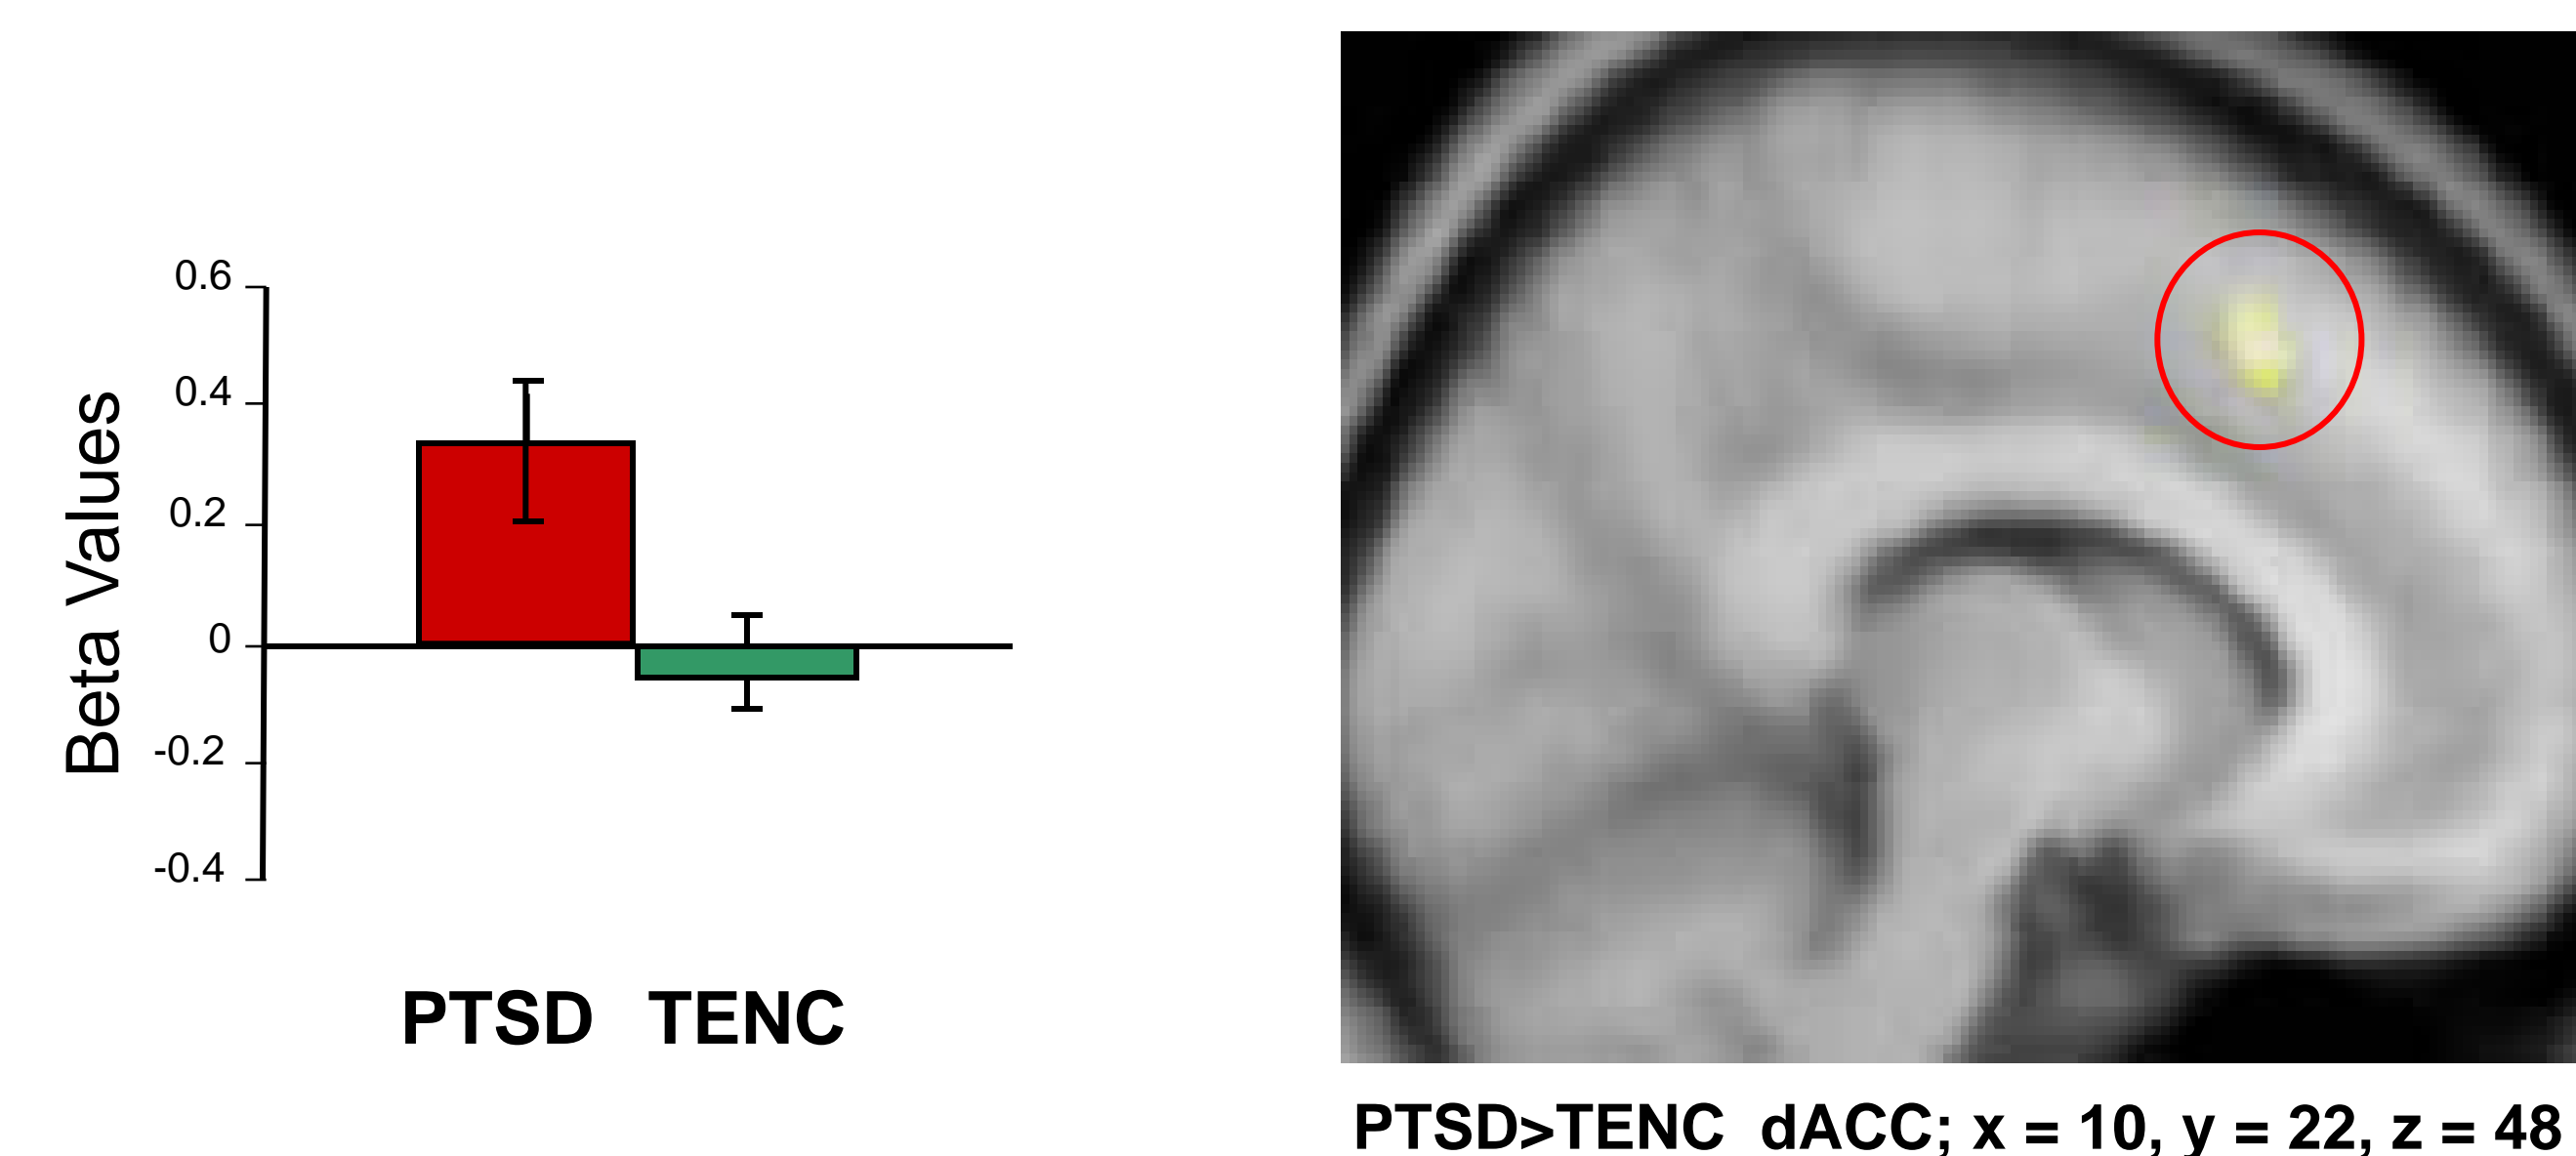 Beta Values
0.6
0.4
0.2
0
-0.2
-0.4
PTSD TENC
PTSD>TENC dACC; x = 10, y = 22, z = 48